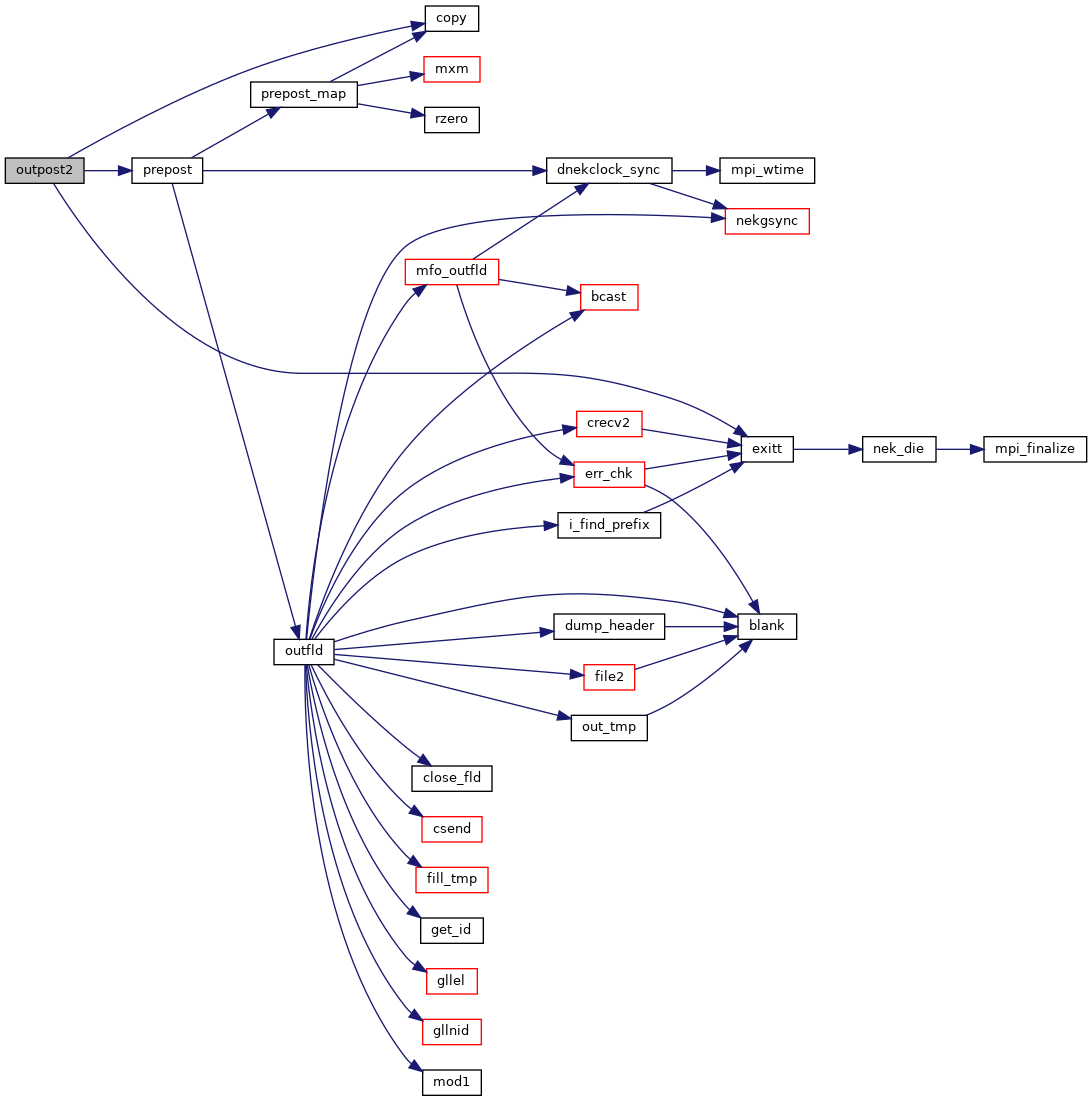 copy
mxm
prepost_map
rzero
outpost2
prepost
dnekclock_sync
mpi_wtime
nekgsync
mfo_outfld
bcast
crecv2
exitt
nek_die
mpi_finalize
err_chk
i_find_prefix
dump_header
blank
outfld
file2
out_tmp
close_fld
csend
fill_tmp
get_id
gllel
gllnid
mod1